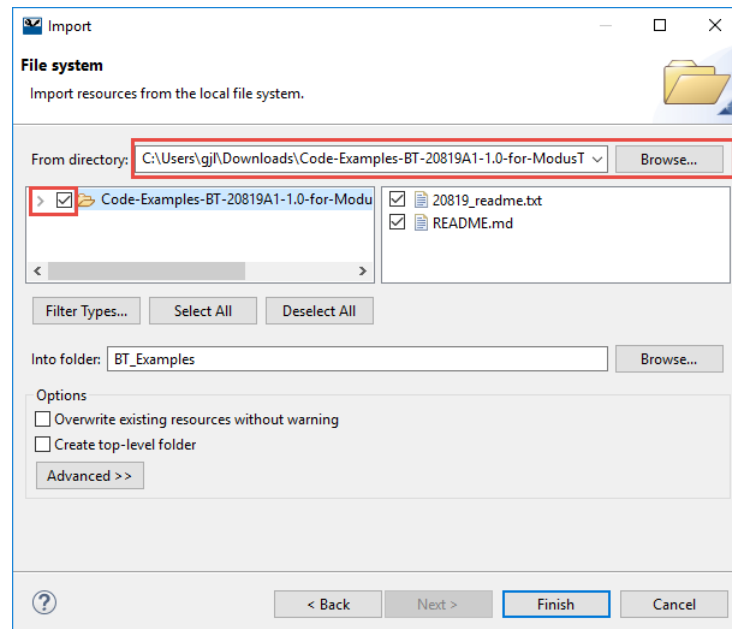 Import
File system
Import resources from the local file system.
From directory: C:\Users\gjl\Downloads\Code-Examples-BT-20819A1-1.0-for-ModusT Browse...
Code-Examples-BT-20819A1-1.0-for-Modu
20819_readme.txt
README.md
Filter Types... Select All Deselect All
Into folder: BT_Examples Browse...
Options
Overwrite existing resources without warning
Create top-level folder
Advanced >>
< Back Next > Finish Cancel